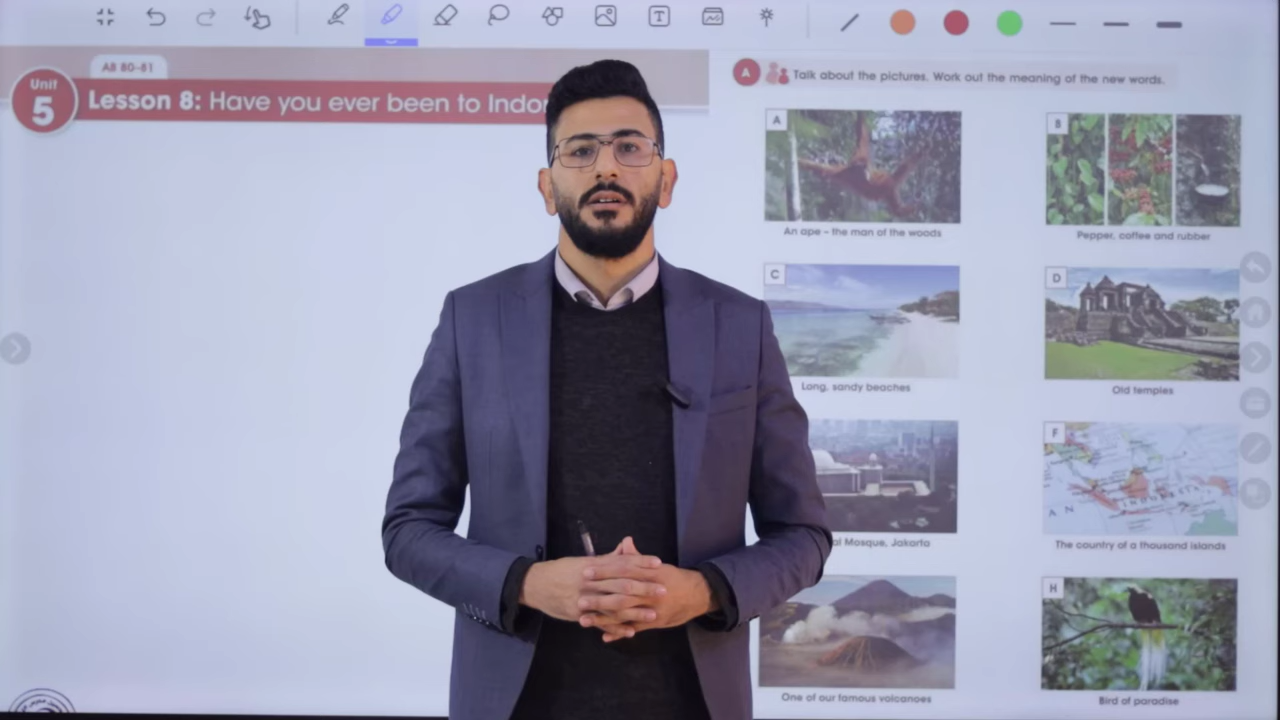 AB 80-81
Unit
5
Lesson 8: Have you ever been to Indo
A
Talk about the pictures. Work out the meaning of the new words.
A
An ape – the man of the woods
B
Pepper, coffee and rubber
C
Long, sandy beaches
D
Old temples
Mosque, Jakarta
F
The country of a thousand islands
One of our famous volcanoes
H
Bird of paradise
T